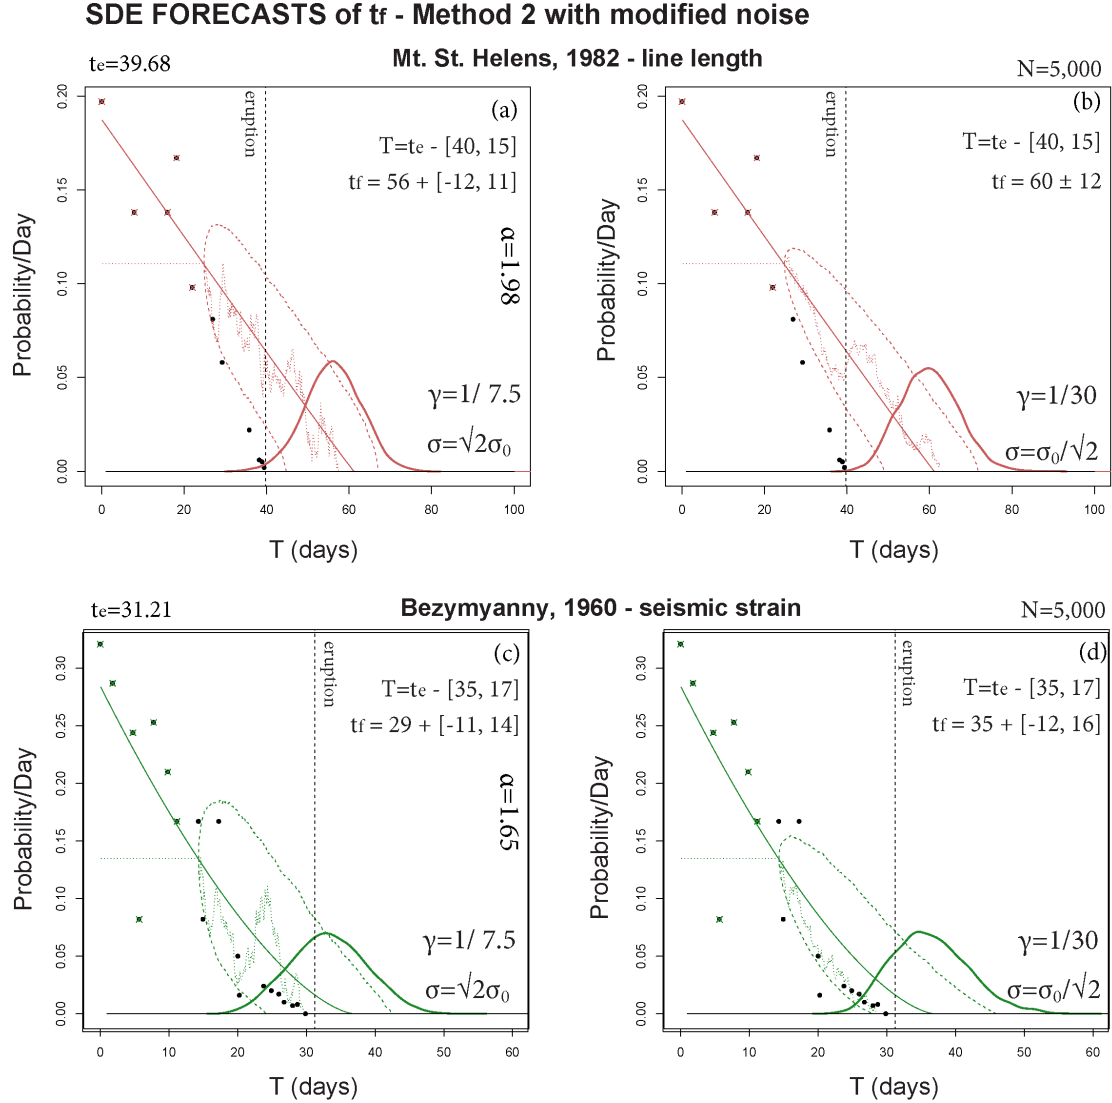 SDE FORECASTS of tf - Method 2 with modified noise
Mt. St. Helens, 1982 - line length
te=39.68
N=5,000
(a)
eruption
T=te - [40, 15]
tf = 56 + [-12, 11]
α=1.98
γ=1/ 7.5
σ=√2σ0
Probability/Day
0.20
0.15
0.10
0.05
0.00
0
20
40
60
80
100
T (days)
(b)
eruption
T=te - [40, 15]
tf = 60 ± 12
γ=1/30
σ=σ0/√2
Probability/Day
0.20
0.15
0.10
0.05
0.00
0
20
40
60
80
100
T (days)
te=31.21
Bezymyanny, 1960 - seismic strain
N=5,000
(c)
eruption
T=te - [35, 17]
tf = 29 + [-11, 14]
α=1.65
γ=1/ 7.5
σ=√2σ0
Probability/Day
0.30
0.25
0.20
0.15
0.10
0.05
0.00
0
10
20
30
40
50
60
T (days)
(d)
eruption
T=te - [35, 17]
tf = 35 + [-12, 16]
γ=1/30
σ=σ0/√2
Probability/Day
0.30
0.25
0.20
0.15
0.10
0.05
0.00
0
10
20
30
40
50
60
T (days)